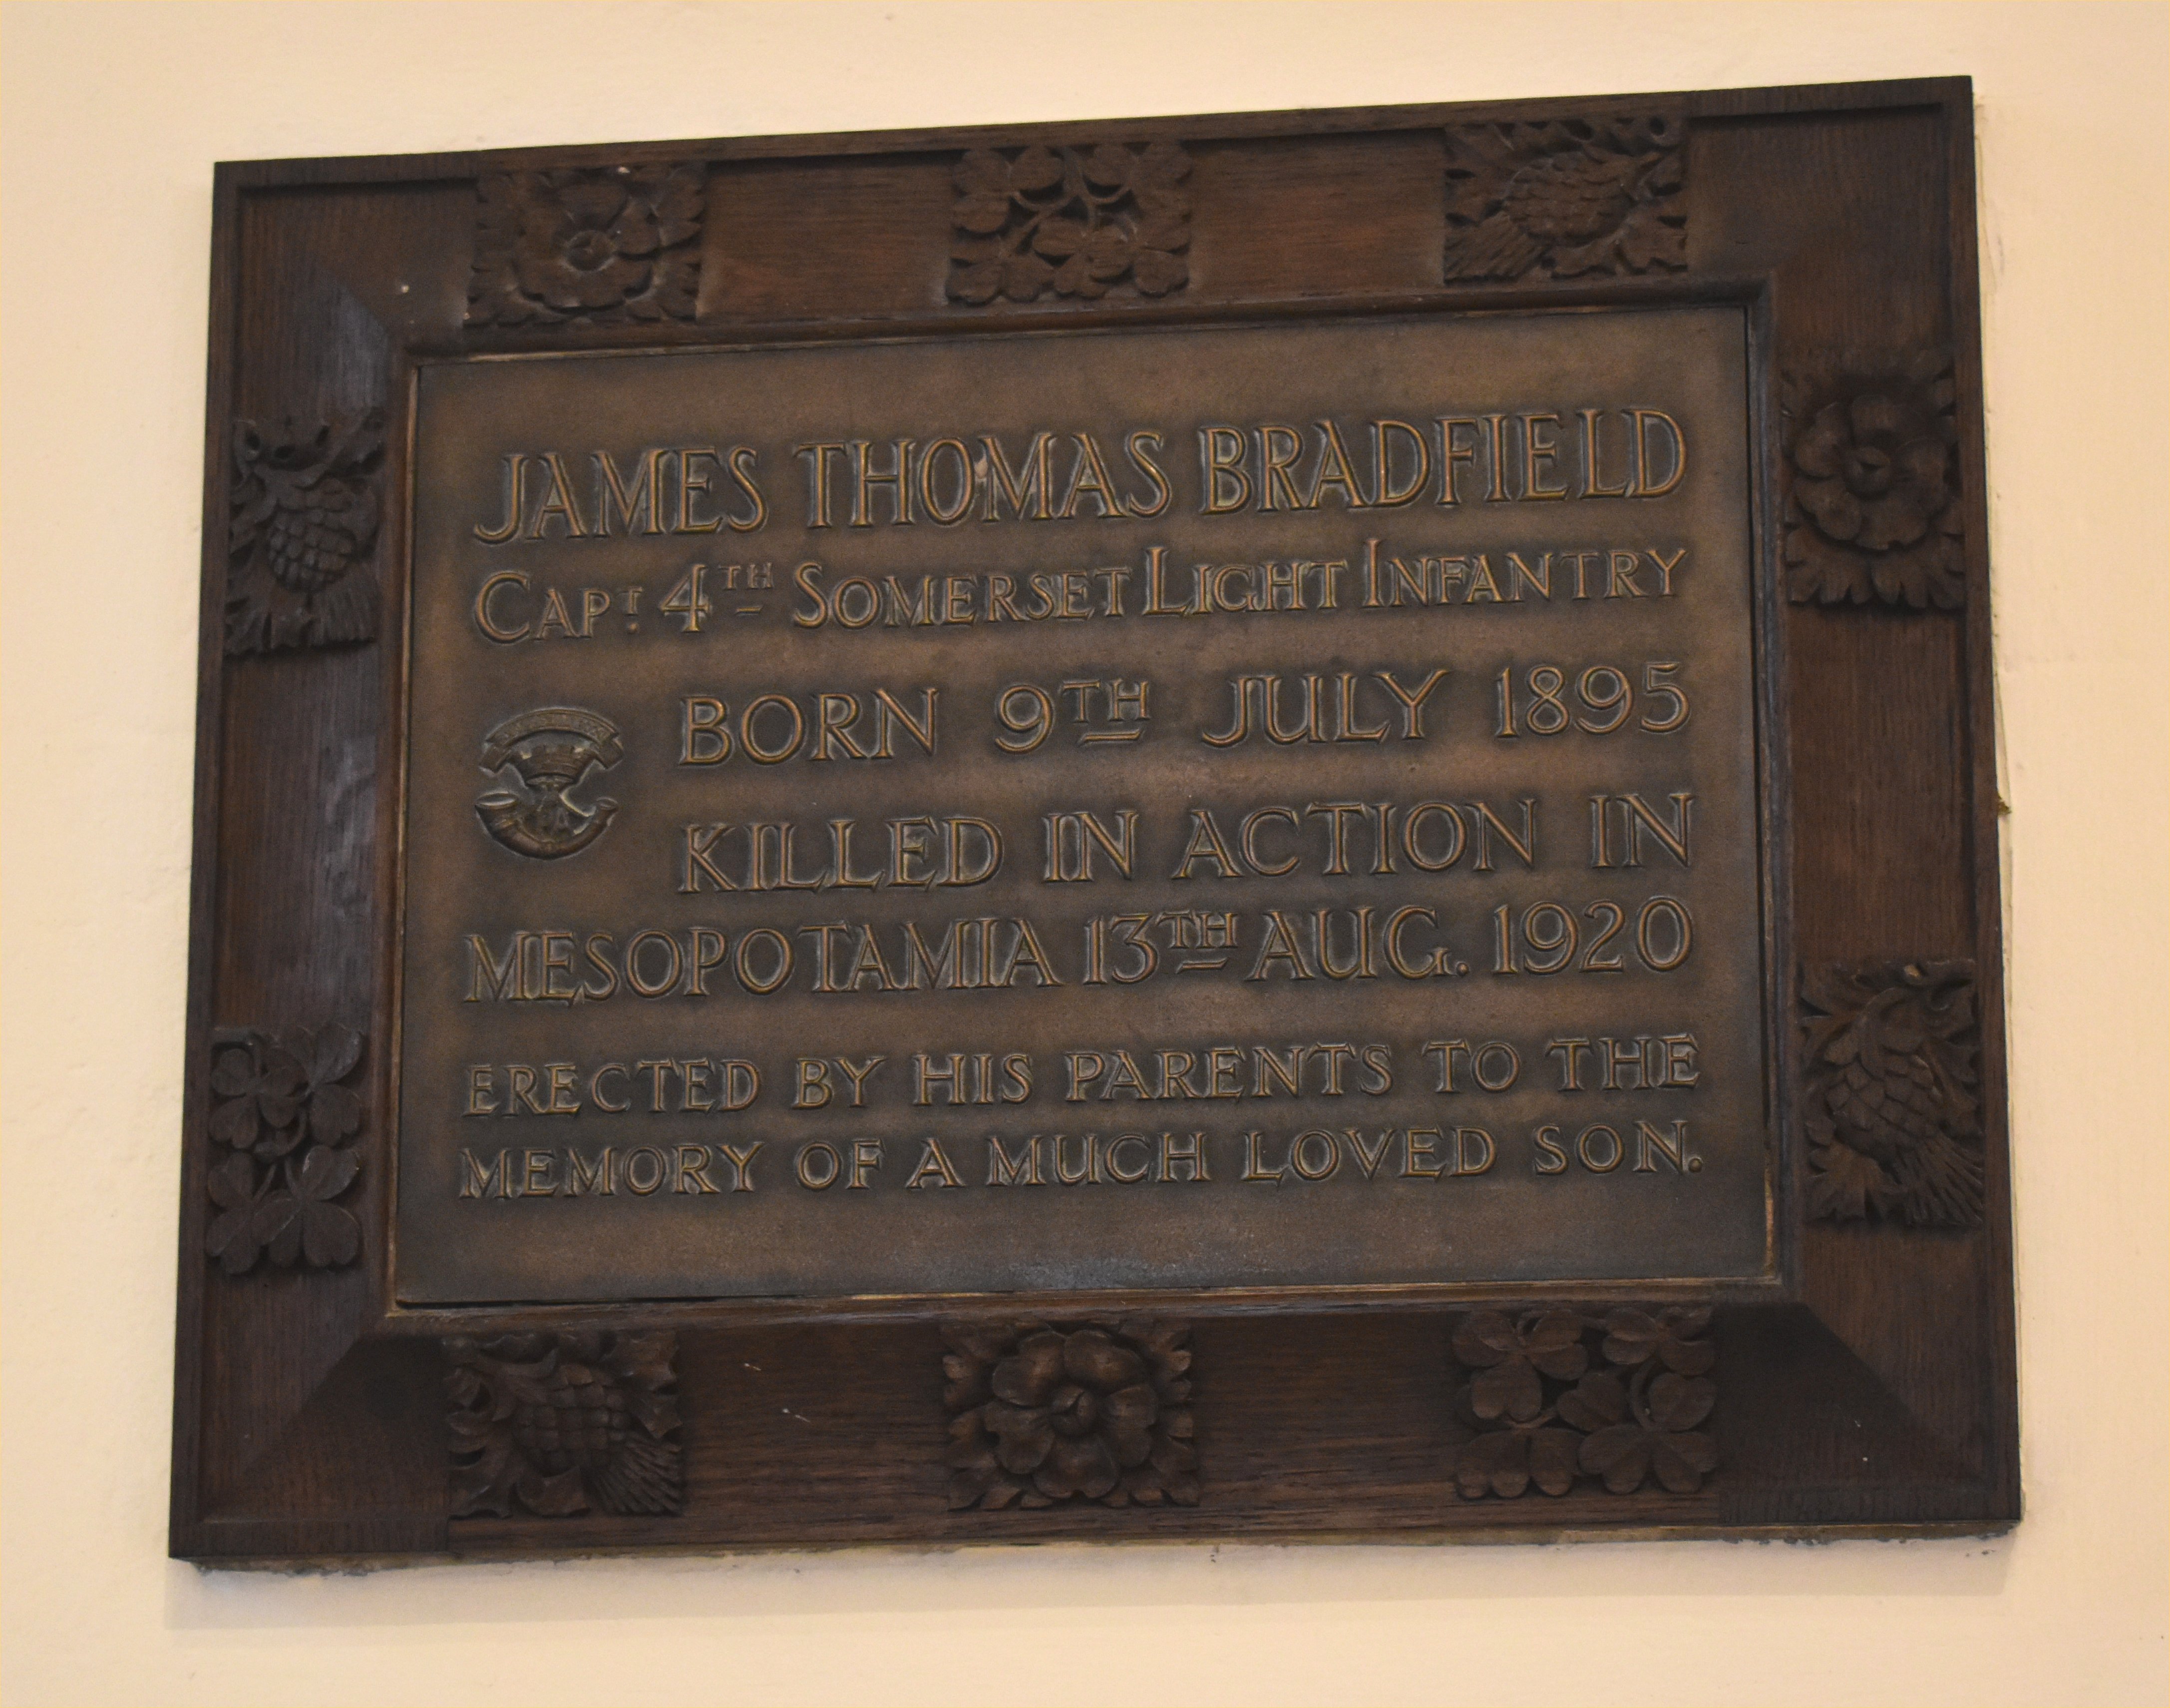 JAMES THOMAS BRADFIELD
CAPT. 4TH SOMERSET LIGHT INFANTRY
BORN 9TH JULY 1895
KILLED IN ACTION IN
MESOPOTAMIA 13TH AUG. 1920
ERECTED BY HIS PARENTS TO THE
MEMORY OF A MUCH LOVED SON.